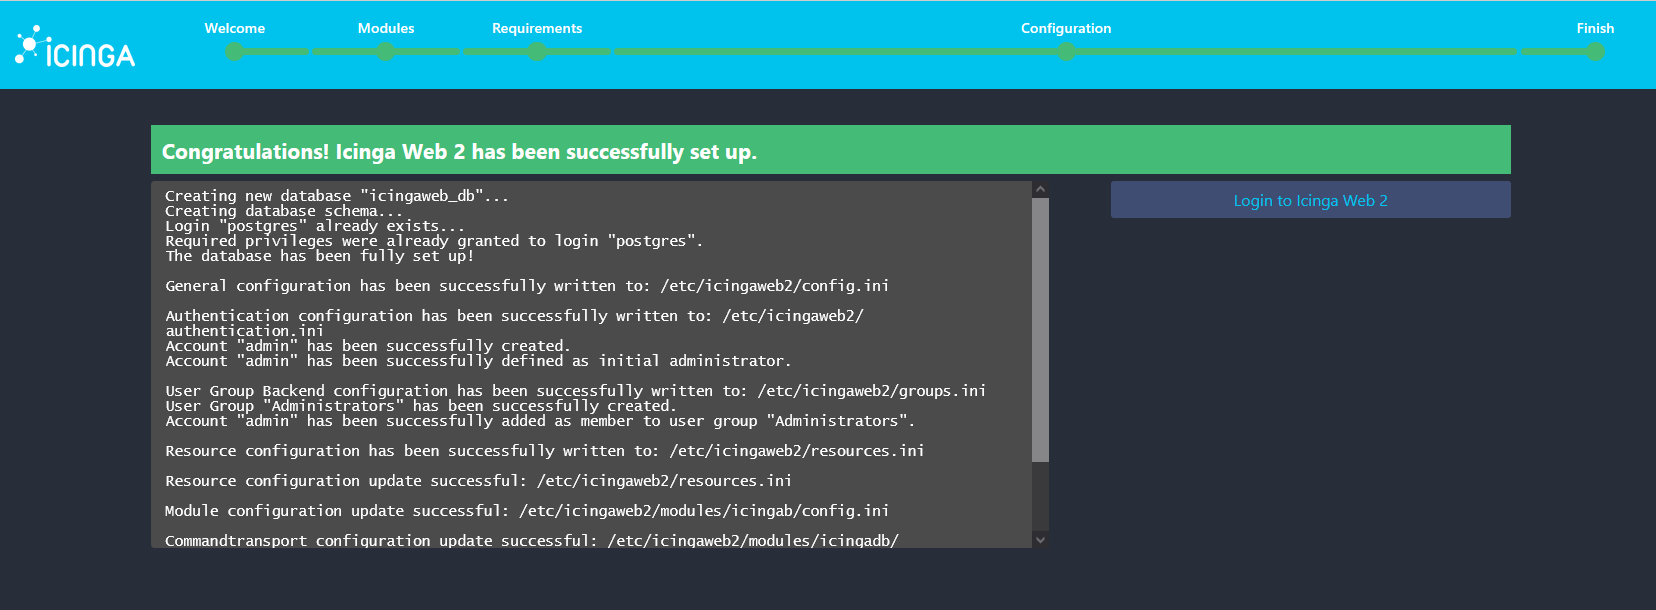 Welcome
Modules
Requirements
Configuration
Finish
ICINGA
Congratulations! Icinga Web 2 has been successfully set up.
Creating new database "icingaweb_db"...
Creating database schema...
Login "postgres" already exists...
Required privileges were already granted to login "postgres".
The database has been fully set up!
General configuration has been successfully written to: /etc/icingaweb2/config.ini
Authentication configuration has been successfully written to: /etc/icingaweb2/
authentication.ini
Account "admin" has been successfully created.
Account "admin" has been successfully defined as initial administrator.
User Group Backend configuration has been successfully written to: /etc/icingaweb2/groups.ini
User Group "Administrators" has been successfully created.
Account "admin" has been successfully added as member to user group "Administrators".
Resource configuration has been successfully written to: /etc/icingaweb2/resources.ini
Resource configuration update successful: /etc/icingaweb2/resources.ini
Module configuration update successful: /etc/icingaweb2/modules/icingab/config.ini
Commandtransport configuration update successful: /etc/icingaweb2/modules/icingadb/
Login to Icinga Web 2